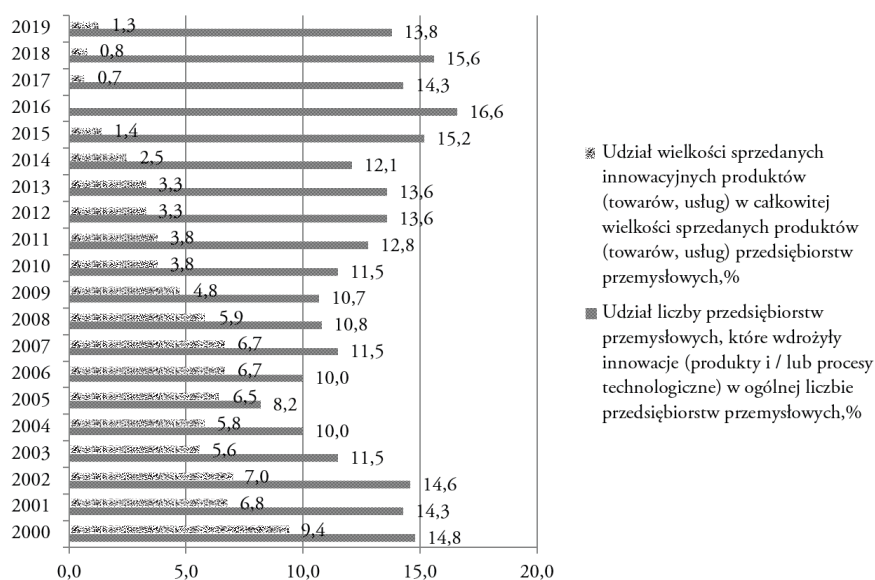 2019 1,3 13,8
2018 0,8 15,6
2017 0,7 14,3
2016 16,6
2015 1,4 15,2
2014 2,5 12,1
2013 3,3 13,6
2012 3,3 13,6
2011 3,8 12,8
2010 3,8 11,5
2009 4,8 10,7
2008 5,9 10,8
2007 6,7 11,5
2006 6,7 10,0
2005 6,5 8,2
2004 5,8 10,0
2003 5,6 11,5
2002 7,0 14,6
2001 6,8 14,3
2000 9,4 14,8
0,0 5,0 10,0 15,0 20,0
Udział wielkości sprzedanych
innowacyjnych produktów
(towarów, usług) w całkowitej
wielkości sprzedanych produktów
(towarów, usług) przedsiębiorstw
przemysłowych,%
Udział liczby przedsiębiorstw
przemysłowych, które wdrożyły
innowacje (produkty i / lub procesy
technologiczne) w ogólnej liczbie
przedsiębiorstw przemysłowych,%